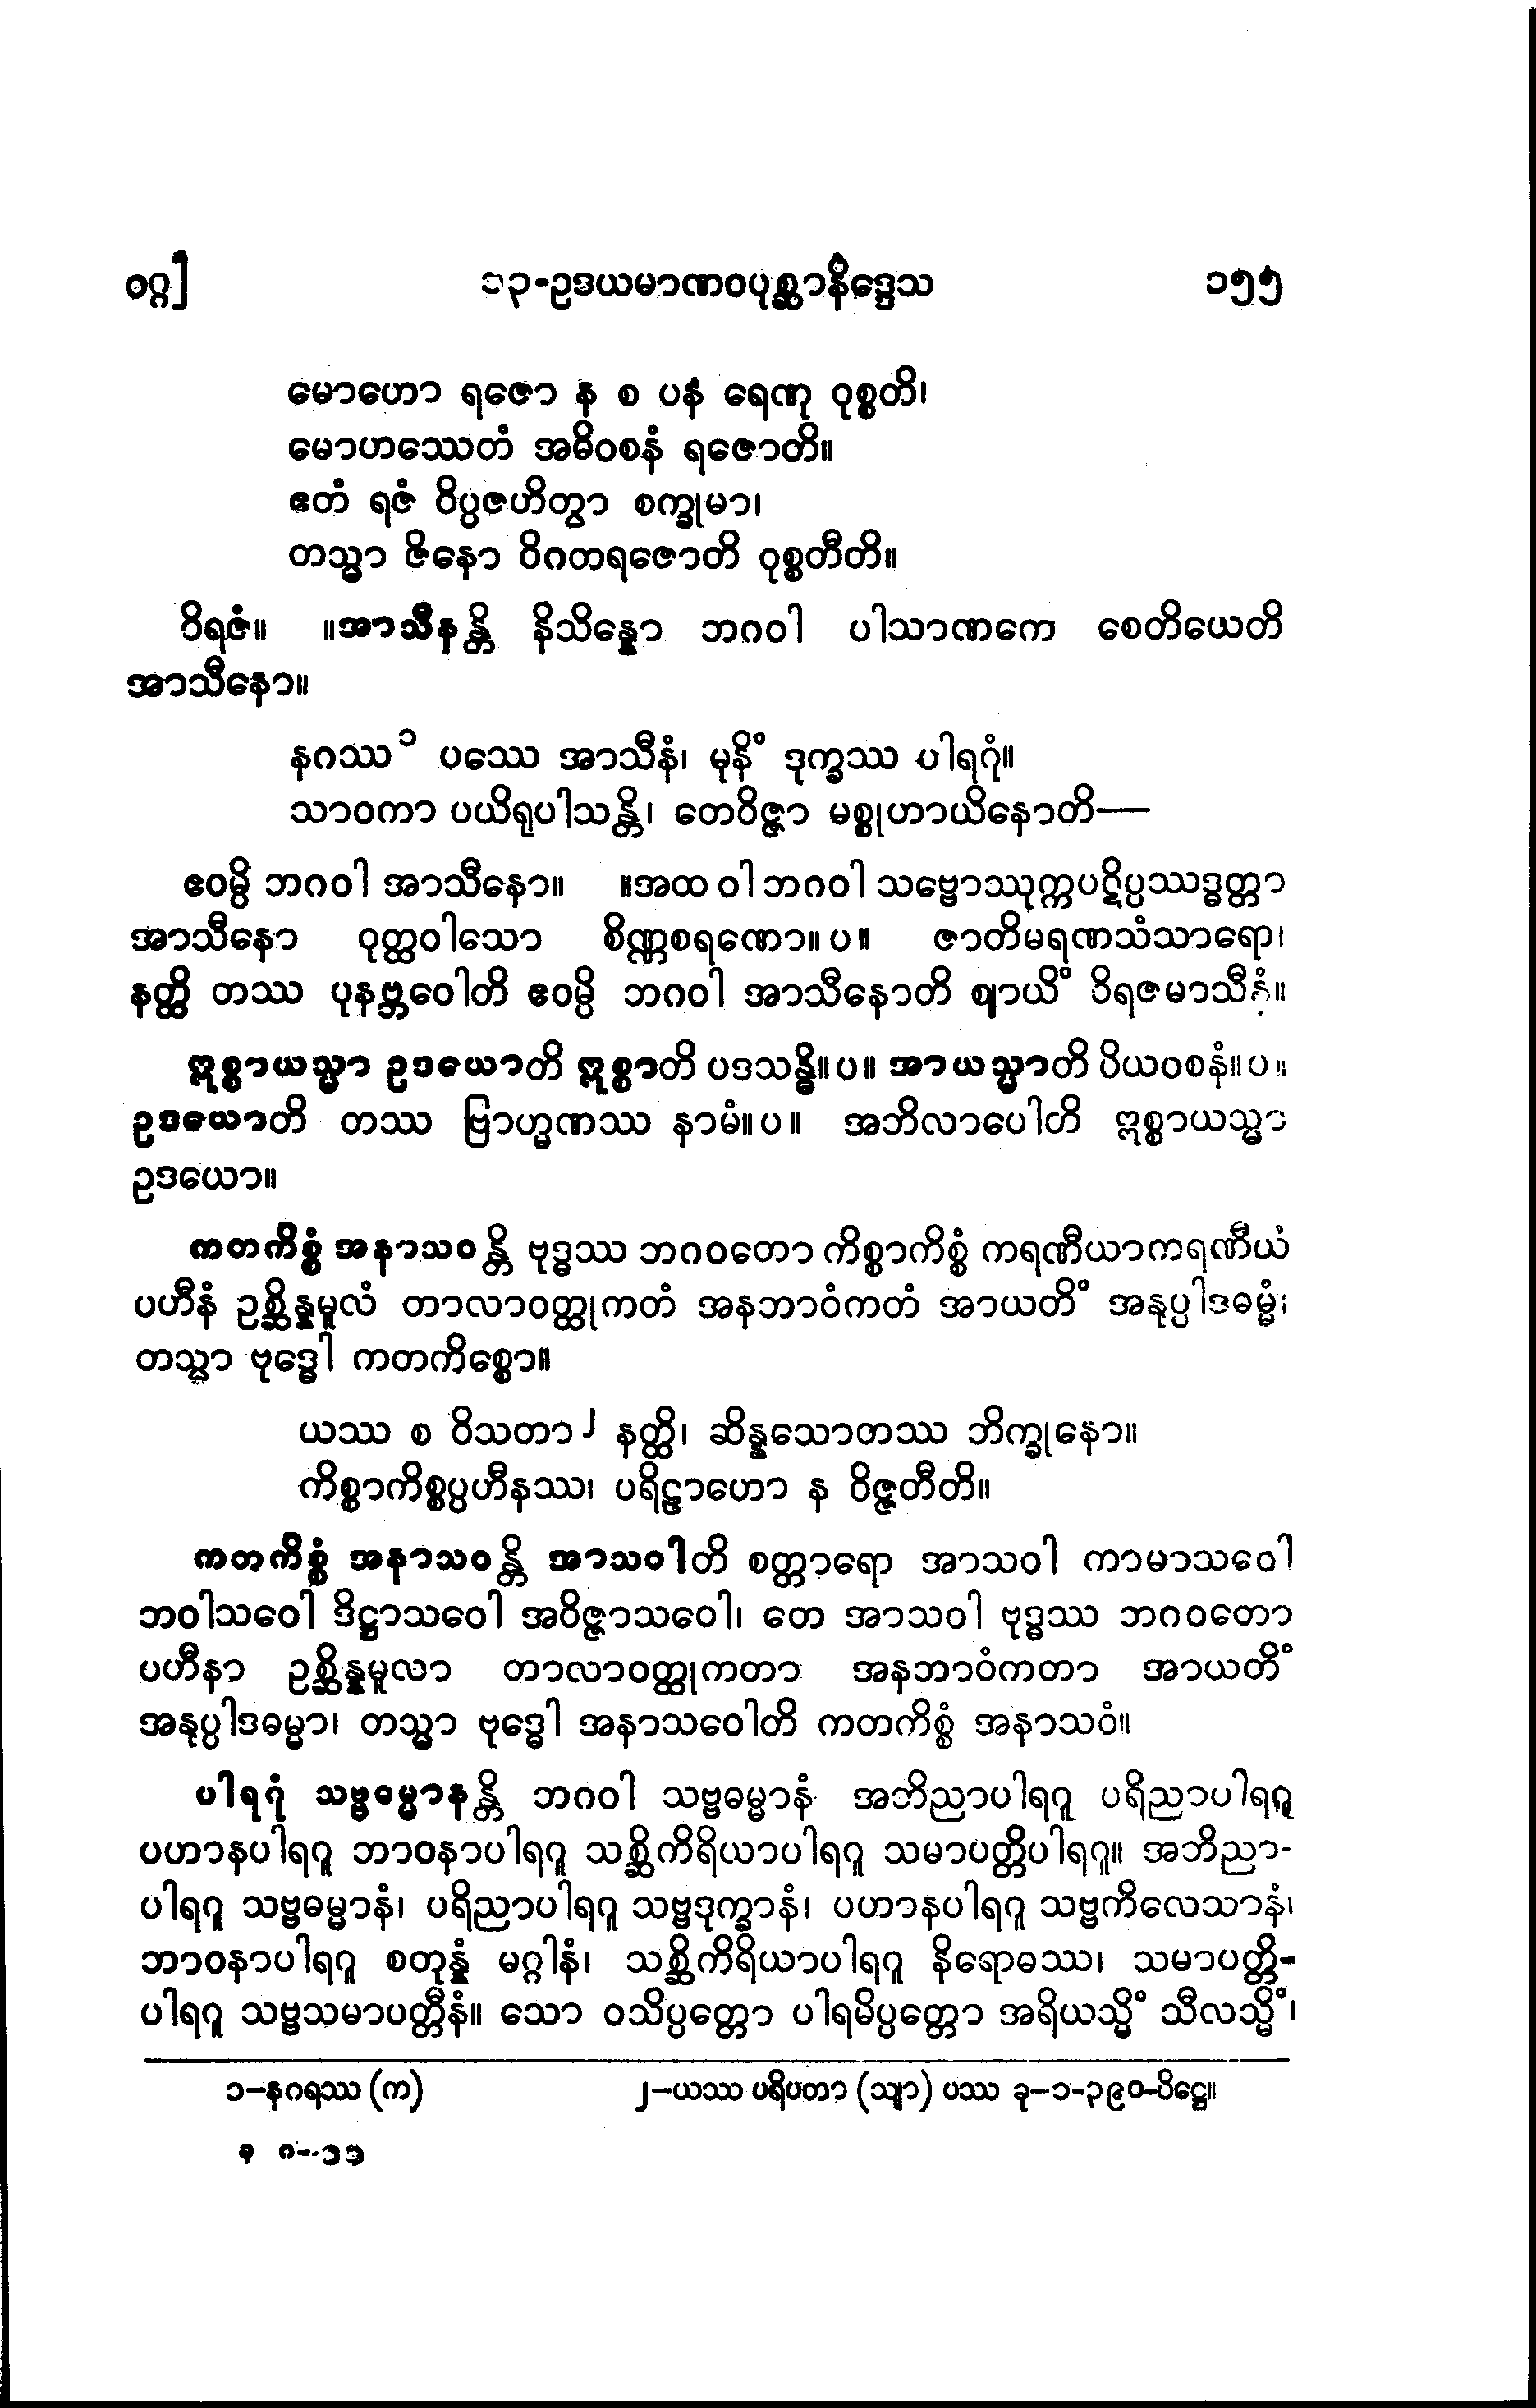 ဝဂ္ဂ]
၁၃-ဥဒယမာဏဝပုစ္ဆာနိဒ္ဒေသ
၁၅၅
မောဟော ရဇော န စ ပန ရေဏု ဝုစ္စတိ၊
မောဟဿေတံ အဓိဝစနံ ရဇောတိ။
ဧတံ ရဇံ ဝိပ္ပဇဟိတွာ စက္ခုမာ၊
တသ္မာ ဇိနော ဝိဂတရဇောတိ ဝုစ္စတီတိ။
ဝိရဇံ။ ။အာသီနန္တိ နိသိန္နော ဘဂဝါ ပါသာဏကေ စေတိယေတိ
အာသီနော။
နဂဿ ၁ ပဿေ အာသီနံ၊ မုနိံ ဒုက္ခဿ ပါရဂုံ။
သာဝကာ ပယိရုပါသန္တိ၊ တေဝိဇ္ဇာ မစ္စုဟာယိနောတိ—
ဧဝမ္ပိ ဘဂဝါ အာသီနော။ ။အထ ဝါ ဘဂဝါ သဗ္ဗောဿုက္ကပဋိပ္ပဿဒ္ဓတ္တာ
အာသီနော ဝုတ္ထဝါသော စိဏ္ဏစရဏော။ပ။ ဇာတိမရဏသံသာရော၊
နတ္ထိ တဿ ပုနဗ္ဘဝေါတိ ဧဝမ္ပိ ဘဂဝါ အာသီနောတိ ဈာယိံ ဝိရဇမာသီနံ။
ဣစ္စာယသ္မာ ဥဒယောတိ ဣစ္စာတိ ပဒသန္ဓိ။ပ။ အာယသ္မာတိ ပိယဝစနံ။ပ။
ဥဒယောတိ တဿ ဗြာဟ္မဏဿ နာမံ။ပ။ အဘိလာပေါတိ ဣစ္စာယသ္မာ
ဥဒယော။
ကတကိစ္စံ အနာသဝန္တိ ဗုဒ္ဓဿ ဘဂဝတော ကိစ္စာကိစ္စံ ကရဏီယာကရဏီယံ
ပဟီနံ ဥစ္ဆိန္နမူလံ တာလာဝတ္ထုကတံ အနဘာဝံကတံ အာယတိံ အနုပ္ပါဒဓမ္မံ၊
တသ္မာ ဗုဒ္ဓေါ ကတကိစ္စော။
ယဿ စ ဝိသတာ ၂ နတ္ထိ၊ ဆိန္နသောတဿ ဘိက္ခုနော။
ကိစ္စာကိစ္စပ္ပဟီနဿ၊ ပရိဠာဟော န ဝိဇ္ဇတီတိ။
ကတကိစ္စံ အနာသဝန္တိ အာသဝါတိ စတ္တာရော အာသဝါ ကာမာသဝေါ
ဘဝါသဝေါ ဒိဋ္ဌာသဝေါ အဝိဇ္ဇာသဝေါ၊ တေ အာသဝါ ဗုဒ္ဓဿ ဘဂဝတော
ပဟီနာ ဥစ္ဆိန္နမူလာ တာလာဝတ္ထုကတာ အနဘာဝံကတာ အာယတိံ
အနုပ္ပါဒဓမ္မာ၊ တသ္မာ ဗုဒ္ဓေါ အနာသဝေါတိ ကတကိစ္စံ အနာသဝံ။
ပါရဂုံ သဗ္ဗဓမ္မာနန္တိ ဘဂဝါ သဗ္ဗဓမ္မာနံ အဘိညာပါရဂူ ပရိညာပါရဂူ
ပဟာနပါရဂူ ဘာဝနာပါရဂူ သစ္ဆိကိရိယာပါရဂူ သမာပတ္တိပါရဂူ။ အဘိညာ-
ပါရဂူ သဗ္ဗဓမ္မာနံ၊ ပရိညာပါရဂူ သဗ္ဗဒုက္ခာနံ၊ ပဟာနပါရဂူ သဗ္ဗကိလေသာနံ၊
ဘာဝနာပါရဂူ စတုန္နံ မဂ္ဂါနံ၊ သစ္ဆိကိရိယာပါရဂူ နိရောဓဿ၊ သမာပတ္တိ-
ပါရဂူ သဗ္ဗသမာပတ္တီနံ။ သော ဝသိပ္ပတ္တော ပါရမိပ္ပတ္တော အရိယသ္မိံ သီလသ္မိံ၊
၁-နဂရဿ (က)
၂-ယဿ ပရိပတာ (သျာ) ပဿ ခု-၁-၃၉၀-ပိဋ္ဌေ။
ခု ဂ-၁၁